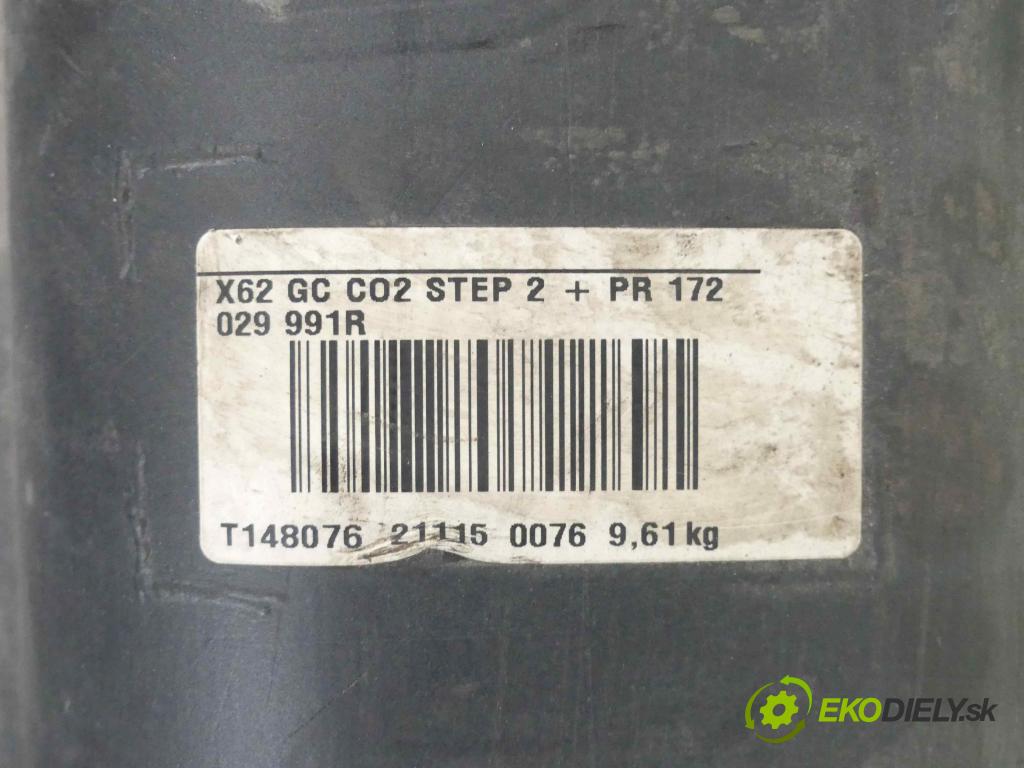 X62 GC CO2 STEP 2 + PR 172
029 991R
T148076 21115 0076 9,61 kg
EKODIELY.sk